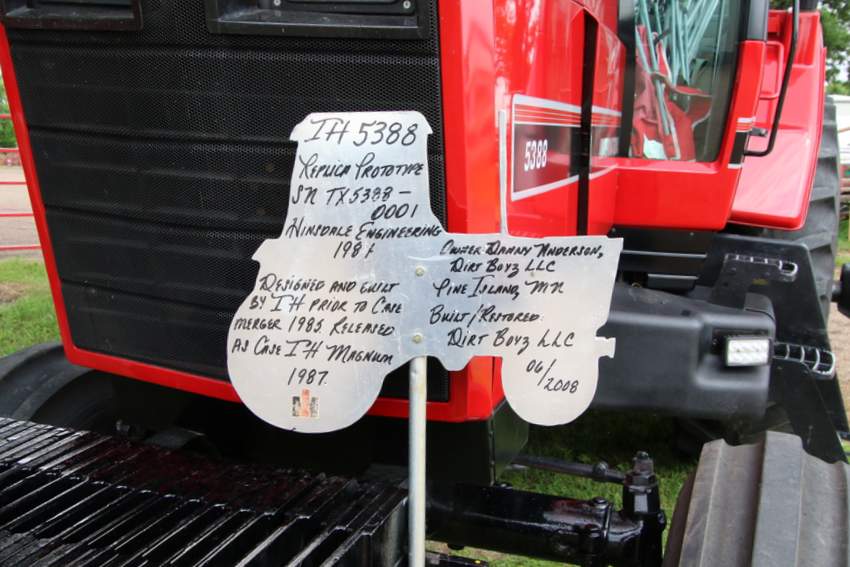 IH 5388
REPLICA PROTOTYPE
SN TX5388-
0001
HINSDALE ENGINEERING
1984
DESIGNED AND BUILT
BY IH PRIOR TO CASE
MERGER 1985. RELEASED
AS CASE IH MAGNUM
1987.
OWNER: DANNY ANDERSON,
DIRT BOYZ LLC
PINE ISLAND, MN
BUILT/RESTORED:
DIRT BOYZ LLC
06/2008
5388